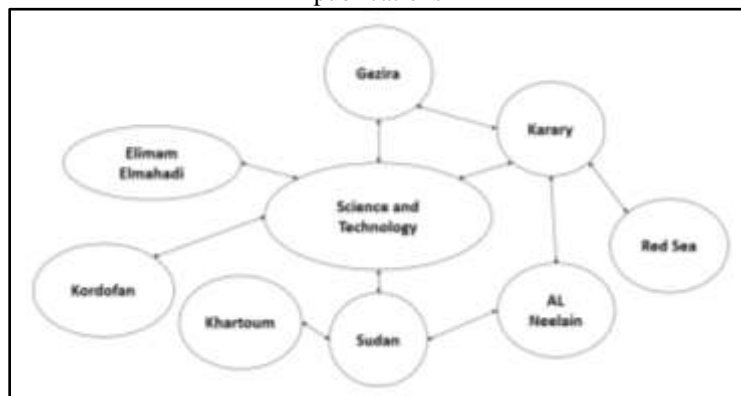 Gezira
Karary
Elimam
Elmahadi
Science and
Technology
Red Sea
Kordofan
AL
Neelain
Khartoum
Sudan